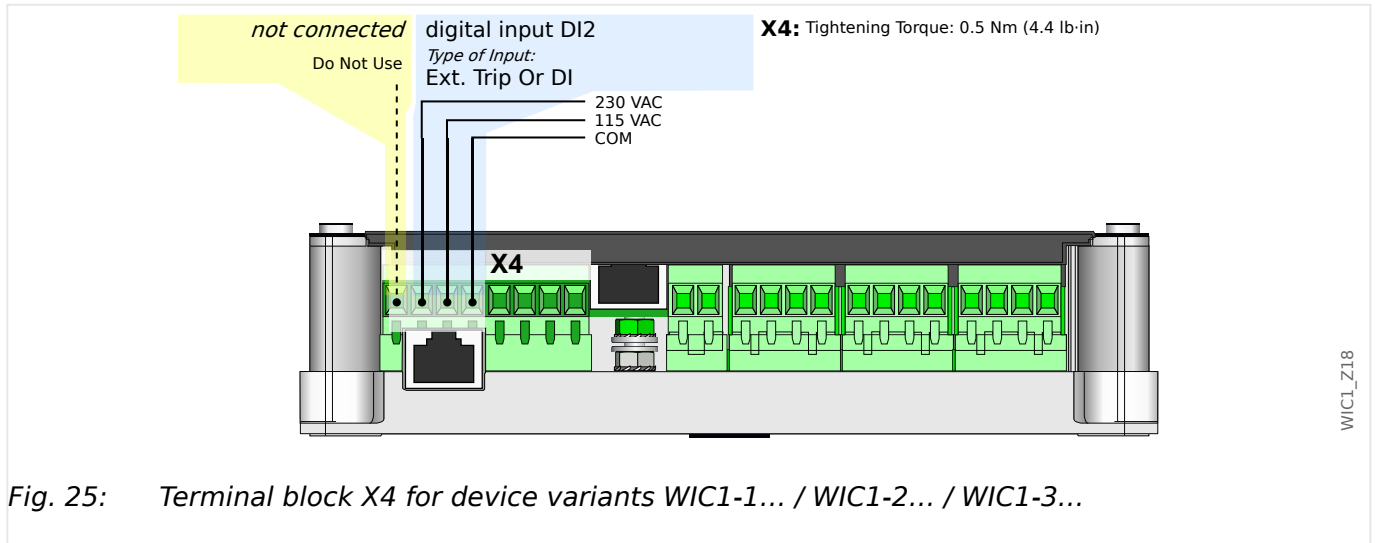 not connected
Do Not Use
digital input DI2
Type of Input:
Ext. Trip Or DI
230 VAC
115 VAC
COM
X4: Tightening Torque: 0.5 Nm (4.4 lb·in)
X4
WIC1_Z18
Fig. 25: Terminal block X4 for device variants WIC1-1… / WIC1-2… / WIC1-3…